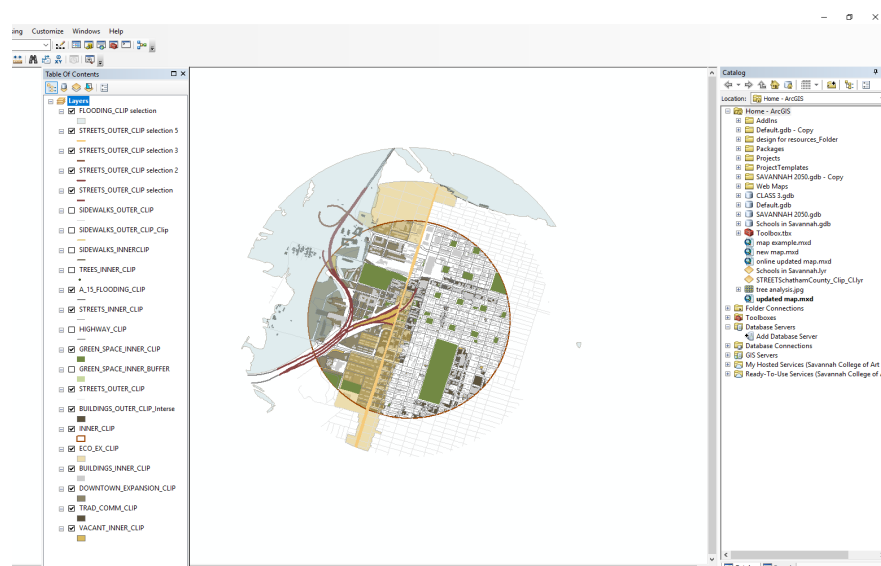 sing Customize Windows Help
Table Of Contents
Layers
FLOODING_CLIP selection
STREETS_OUTER_CLIP selection 5
STREETS_OUTER_CLIP selection 3
STREETS_OUTER_CLIP selection 2
STREETS_OUTER_CLIP selection
SIDEWALKS_OUTER_CLIP
SIDEWALKS_OUTER_CLIP_Clip
SIDEWALKS_INNERCLIP
TREES_INNER_CLIP
A_15_FLOODING_CLIP
STREETS_INNER_CLIP
HIGHWAY_CLIP
GREEN_SPACE_INNER_CLIP
GREEN_SPACE_INNER_BUFFER
STREETS_OUTER_CLIP
BUILDINGS_OUTER_CLIP_Interse
INNER_CLIP
ECO_EX_CLIP
BUILDINGS_INNER_CLIP
DOWNTOWN_EXPANSION_CLIP
TRAD_COMM_CLIP
VACANT_INNER_CLIP
Catalog
Location: Home - ArcGIS
Home - ArcGIS
AddIns
Default.gdb - Copy
design for resources_Folder
Packages
Projects
ProjectTemplates
SAVANNAH 2050.gdb - Copy
Web Maps
CLASS 3.gdb
Default.gdb
SAVANNAH 2050.gdb
Schools in Savannah.gdb
Toolbox.tbx
map example.mxd
new map.mxd
online updated map.mxd
Schools in Savannah.lyr
STREETSchathamCounty_Clip_Cl.lyr
tree analysis.jpg
updated map.mxd
Folder Connections
Toolboxes
Database Servers
Add Database Server
Database Connections
GIS Servers
My Hosted Services (Savannah College of Art
Ready-To-Use Services (Savannah College of